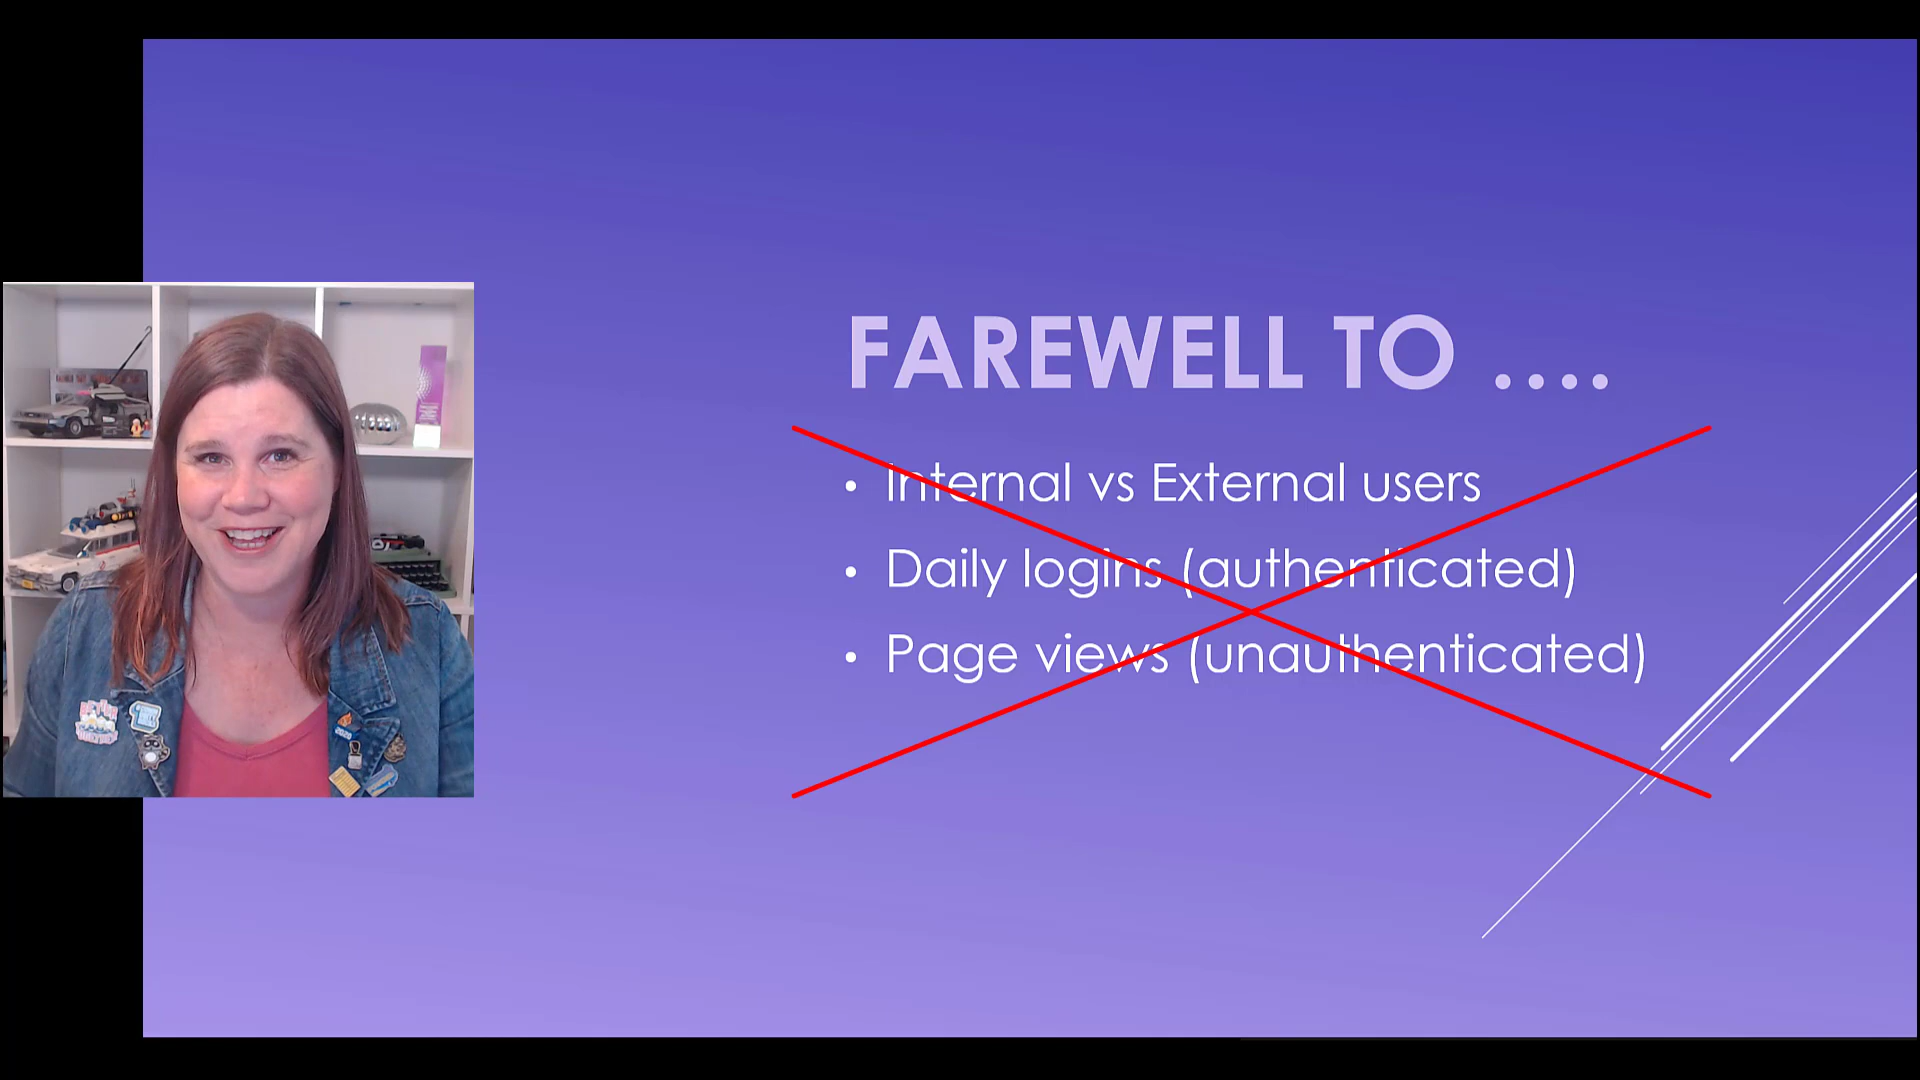 FAREWELL TO ....
• Internal vs External users
• Daily logins (authenticated)
• Page views (unauthenticated)